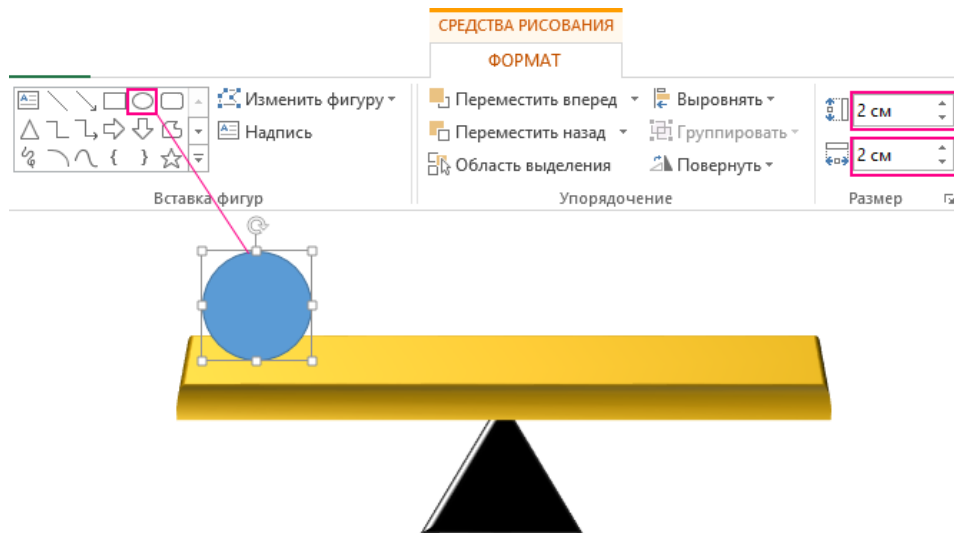 СРЕДСТВА РИСОВАНИЯ
ФОРМАТ
Изменить фигуру
Надпись
Вставка фигур
Переместить вперед
Переместить назад
Область выделения
Выровнять
Группировать
Повернуть
Упорядочение
2 см
2 см
Размер